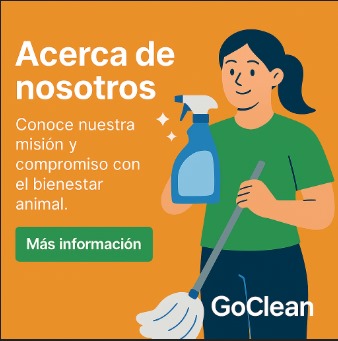 Acerca de
nosotros
Conoce nuestra
misión y
compromiso con
el bienestar
animal.
Más información
GoClean